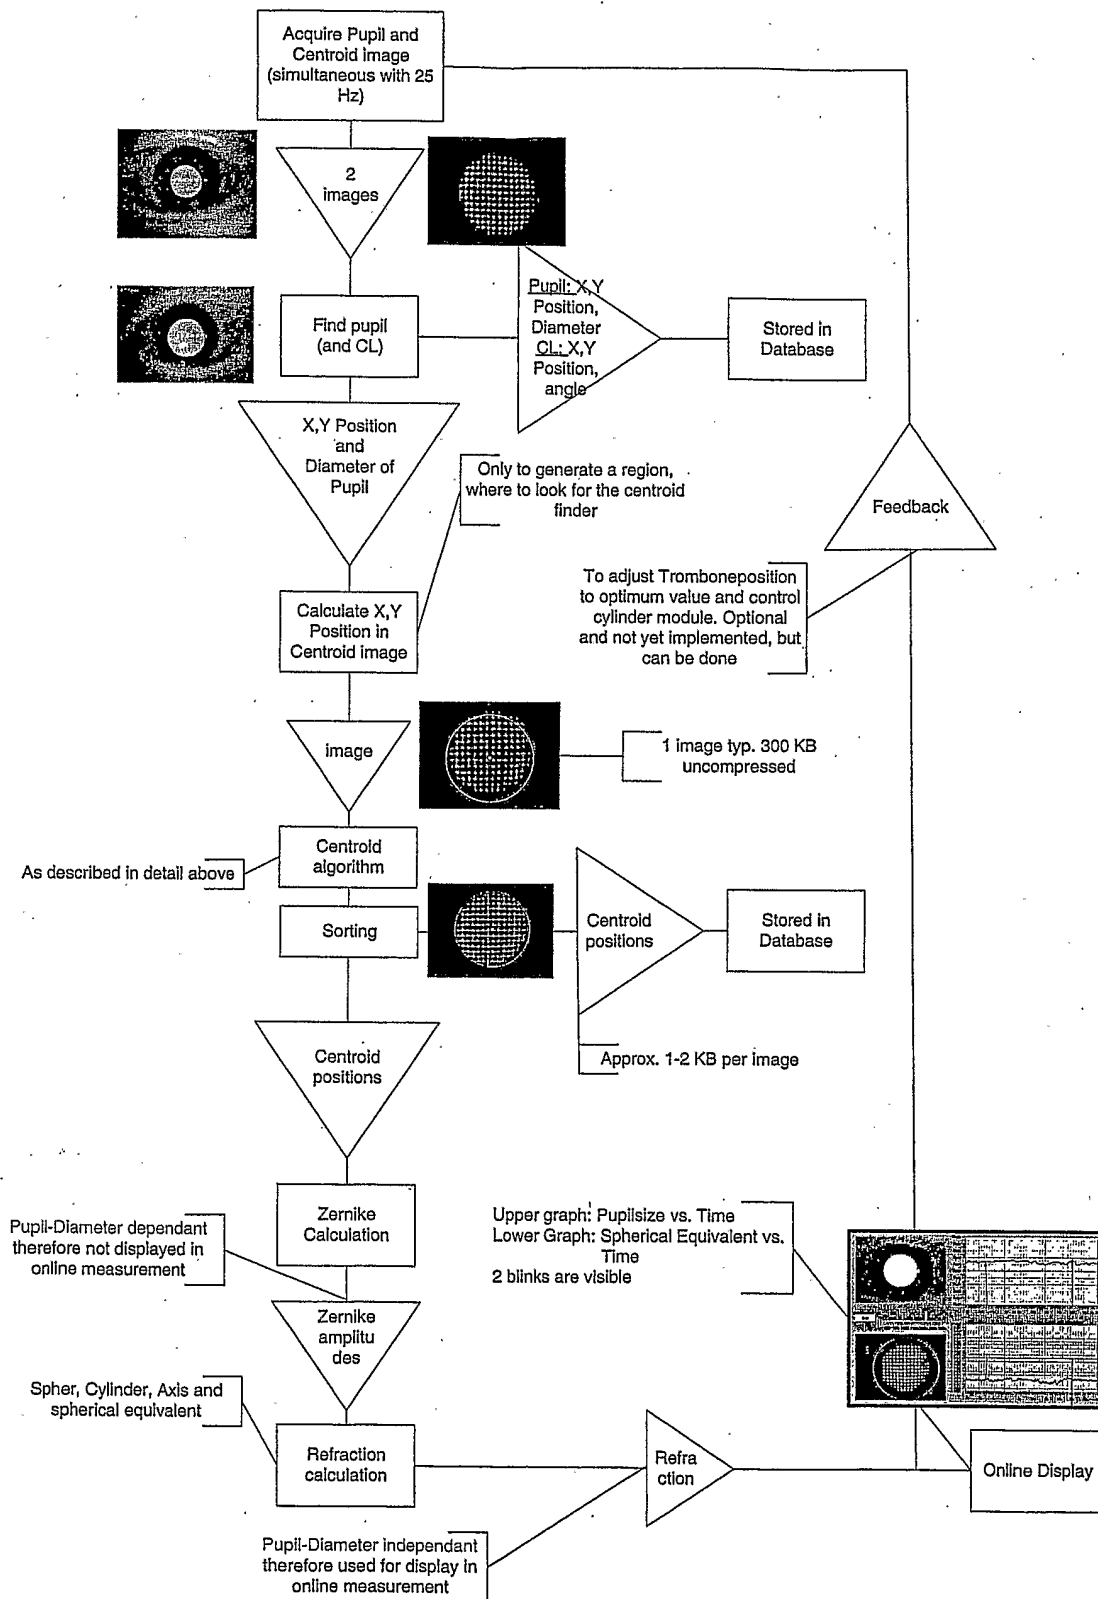 Acquire Pupil and
Centroid image
(simultaneous with 25
Hz)
2
images
Find pupil
(and CL)
Pupil: X,Y
Position,
Diameter
CL: X,Y
Position,
angle
Stored in
Database
X,Y Position
and
Diameter of
Pupil
Only to generate a region,
where to look for the centroid
finder
Feedback
To adjust Tromboneposition
to optimum value and control
cylinder module. Optional
and not yet implemented, but
can be done
Calculate X,Y
Position in
Centroid image
image
1 image typ. 300 KB
uncompressed
Centroid
algorithm
As described in detail above
Sorting
Centroid
positions
Stored in
Database
Approx. 1-2 KB per image
Centroid
positions
Zernike
Calculation
Pupil-Diameter dependant
therefore not displayed in
online measurement
Upper graph: Pupilsize vs. Time
Lower Graph: Spherical Equivalent vs.
Time
2 blinks are visible
Zernike
amplitu
des
Spher, Cylinder, Axis and
spherical equivalent
Refraction
calculation
Refra
ction
Online Display
Pupil-Diameter independant
therefore used for display in
online measurement